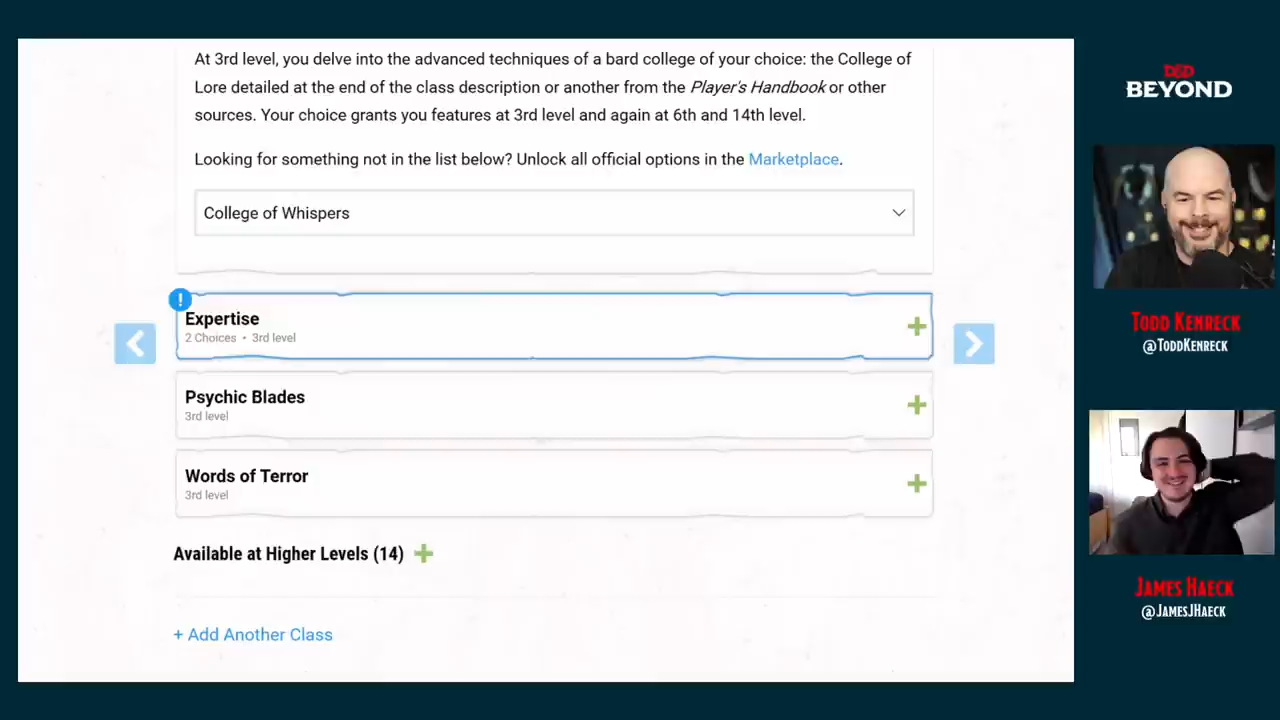 At 3rd level, you delve into the advanced techniques of a bard college of your choice: the College of
Lore detailed at the end of the class description or another from the Player's Handbook or other
sources. Your choice grants you features at 3rd level and again at 6th and 14th level.
Looking for something not in the list below? Unlock all official options in the Marketplace.
College of Whispers
!
Expertise
2 Choices • 3rd level
Psychic Blades
3rd level
Words of Terror
3rd level
Available at Higher Levels (14)
+ Add Another Class
D&D
BEYOND
Todd Kenreck
@ToddKenreck
James Haeck
@JamesJHaeck